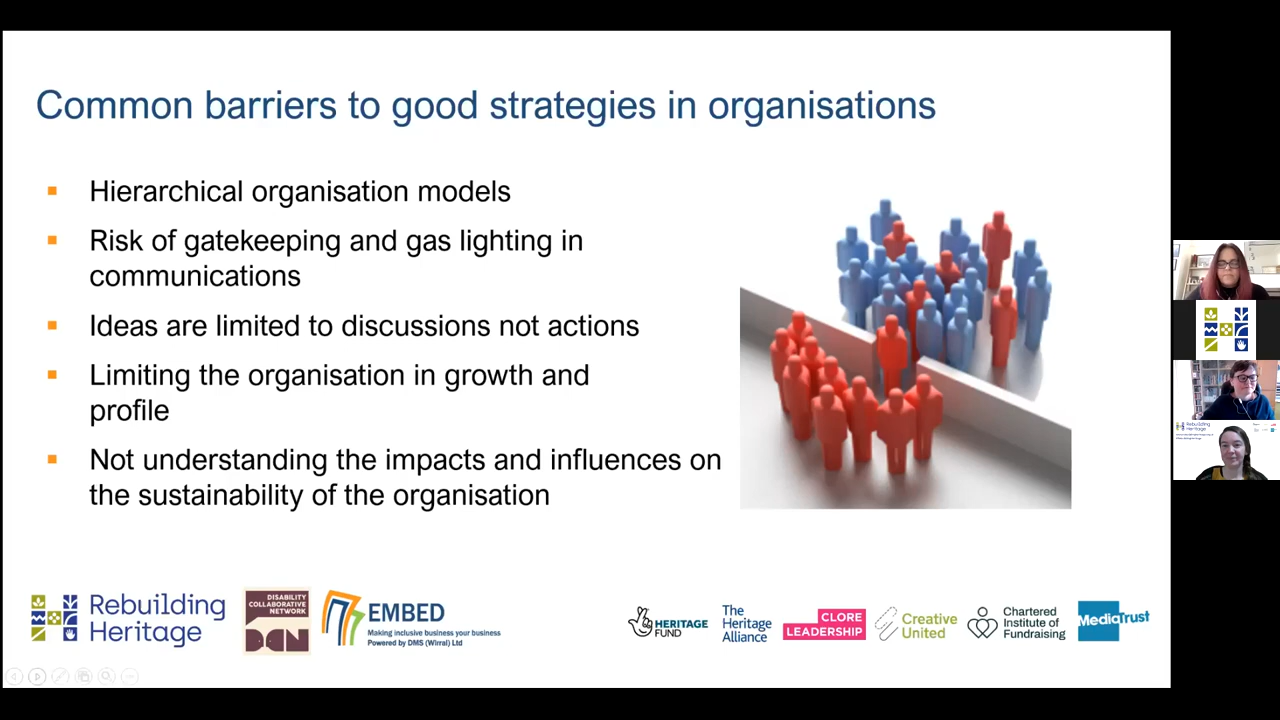 Common barriers to good strategies in organisations
Hierarchical organisation models
Risk of gatekeeping and gas lighting in
communications
Ideas are limited to discussions not actions
Limiting the organisation in growth and
profile
Not understanding the impacts and influences on
the sustainability of the organisation
Rebuilding
Heritage
DISABILITY
COLLABORATIVE
NETWORK
DCN
EMBED
Making inclusive business your business
Powered by DMS (Wirral) Ltd
HERITAGE
FUND
The
Heritage
Alliance
CLORE
LEADERSHIP
Creative
United
Chartered
Institute of
Fundraising
MediaTrust
Rebuilding
Heritage